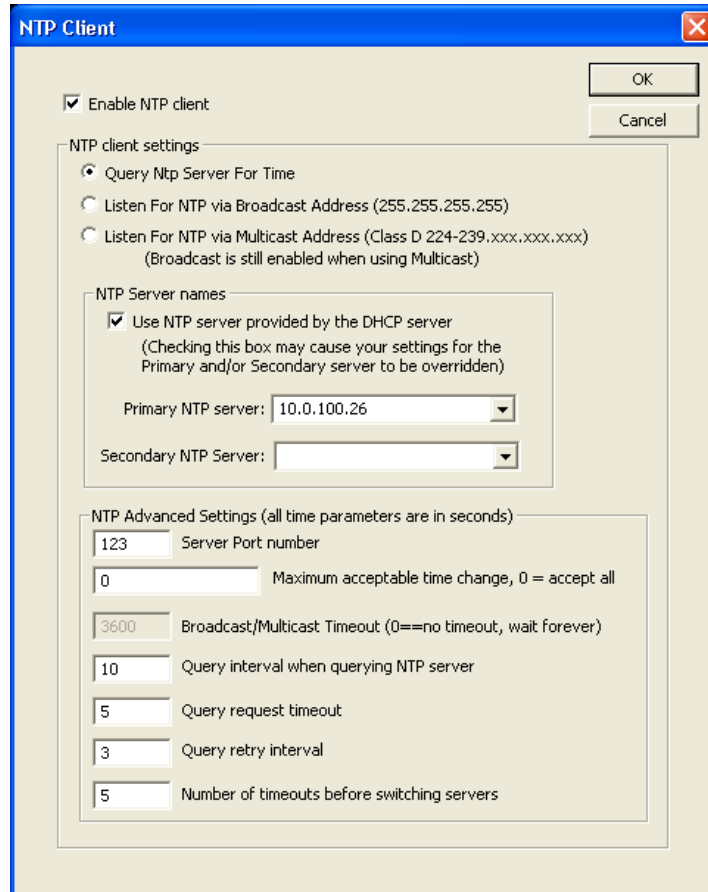 NTP Client
OK
Enable NTP client
Cancel
NTP client settings
Query Ntp Server For Time
Listen For NTP via Broadcast Address (255.255.255.255)
Listen For NTP via Multicast Address (Class D 224-239.xxx.xxx.xxx)
(Broadcast is still enabled when using Multicast)
NTP Server names
Use NTP server provided by the DHCP server
(Checking this box may cause your settings for the
Primary and/or Secondary server to be overridden)
Primary NTP server: 10.0.100.26
Secondary NTP Server:
NTP Advanced Settings (all time parameters are in seconds)
123 Server Port number
0 Maximum acceptable time change, 0 = accept all
3600 Broadcast/Multicast Timeout (0==no timeout, wait forever)
10 Query interval when querying NTP server
5 Query request timeout
3 Query retry interval
5 Number of timeouts before switching servers